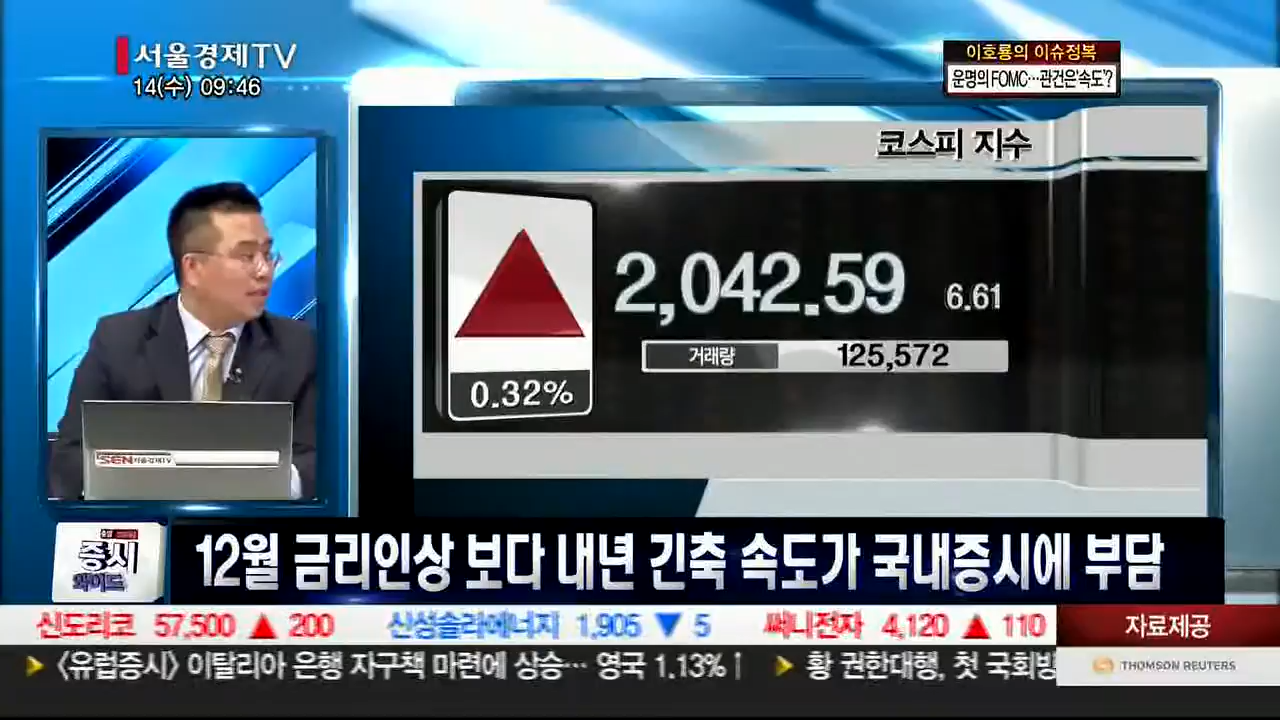 서울경제TV
14(수) 09:46
이호룡의 이슈정복
운명의 FOMC…관건은'속도'?
코스피 지수
2,042.59 6.61
거래량 125,572
0.32%
SEN 서울경제TV
증시
와이드
12월 금리인상 보다 내년 긴축 속도가 국내증시에 부담
신도리코 57,500 ▲ 200 신성솔라에너지 1,905 ▼ 5 써니전자 4,120 ▲ 110
자료제공
〈유럽증시〉 이탈리아 은행 자구책 마련에 상승… 영국 1.13%↑ 황 권한대행, 첫 국회방
THOMSON REUTERS